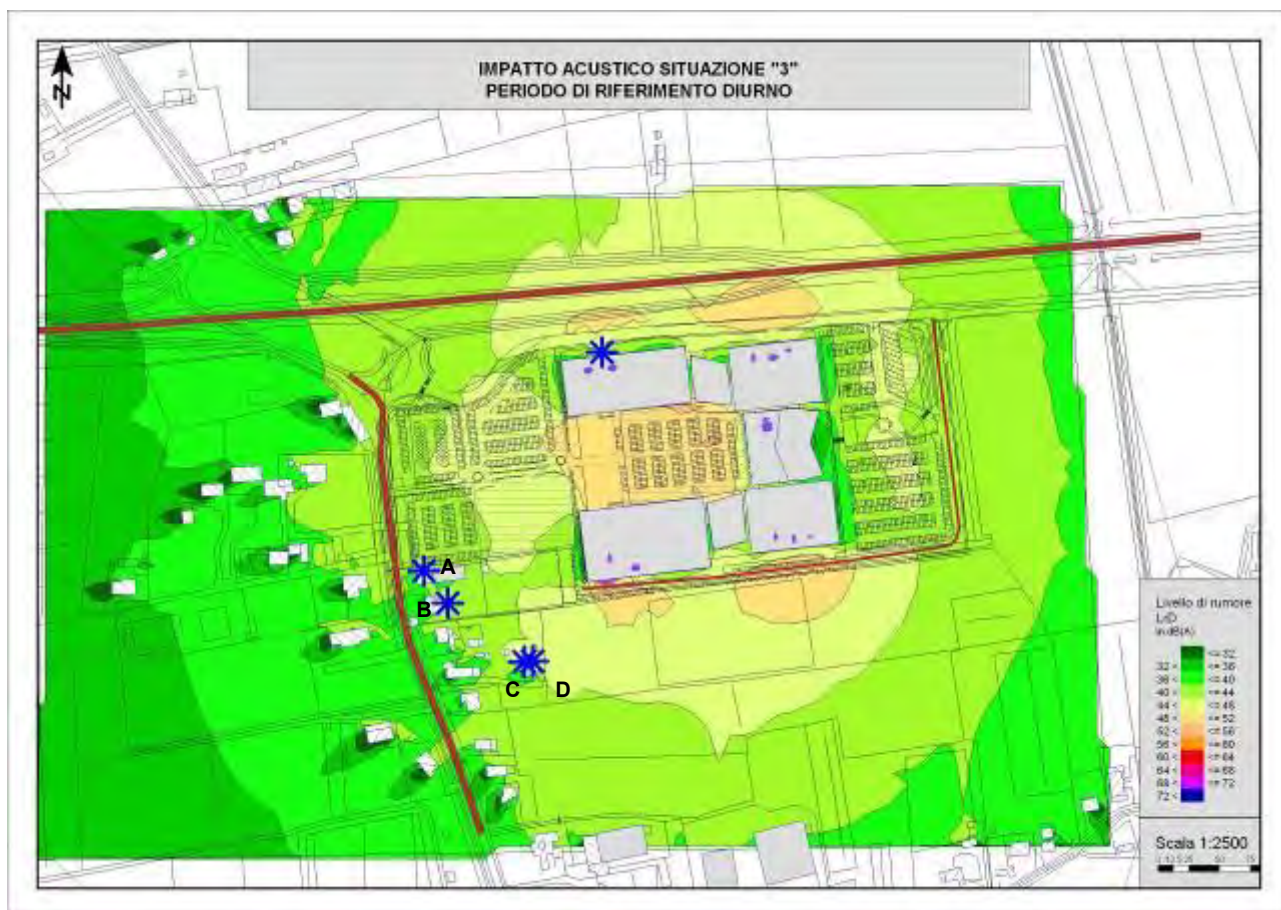 IMPATTO ACUSTICO SITUAZIONE "3"
PERIODO DI RIFERIMENTO DIURNO
N
A
B
C D
Livello di rumore
LrD
in dB(A)
<= 32
32 < <= 36
36 < <= 40
40 < <= 44
44 < <= 48
48 < <= 52
52 < <= 56
56 < <= 60
60 < <= 64
64 < <= 68
68 < <= 72
72 <
Scala 1:2500